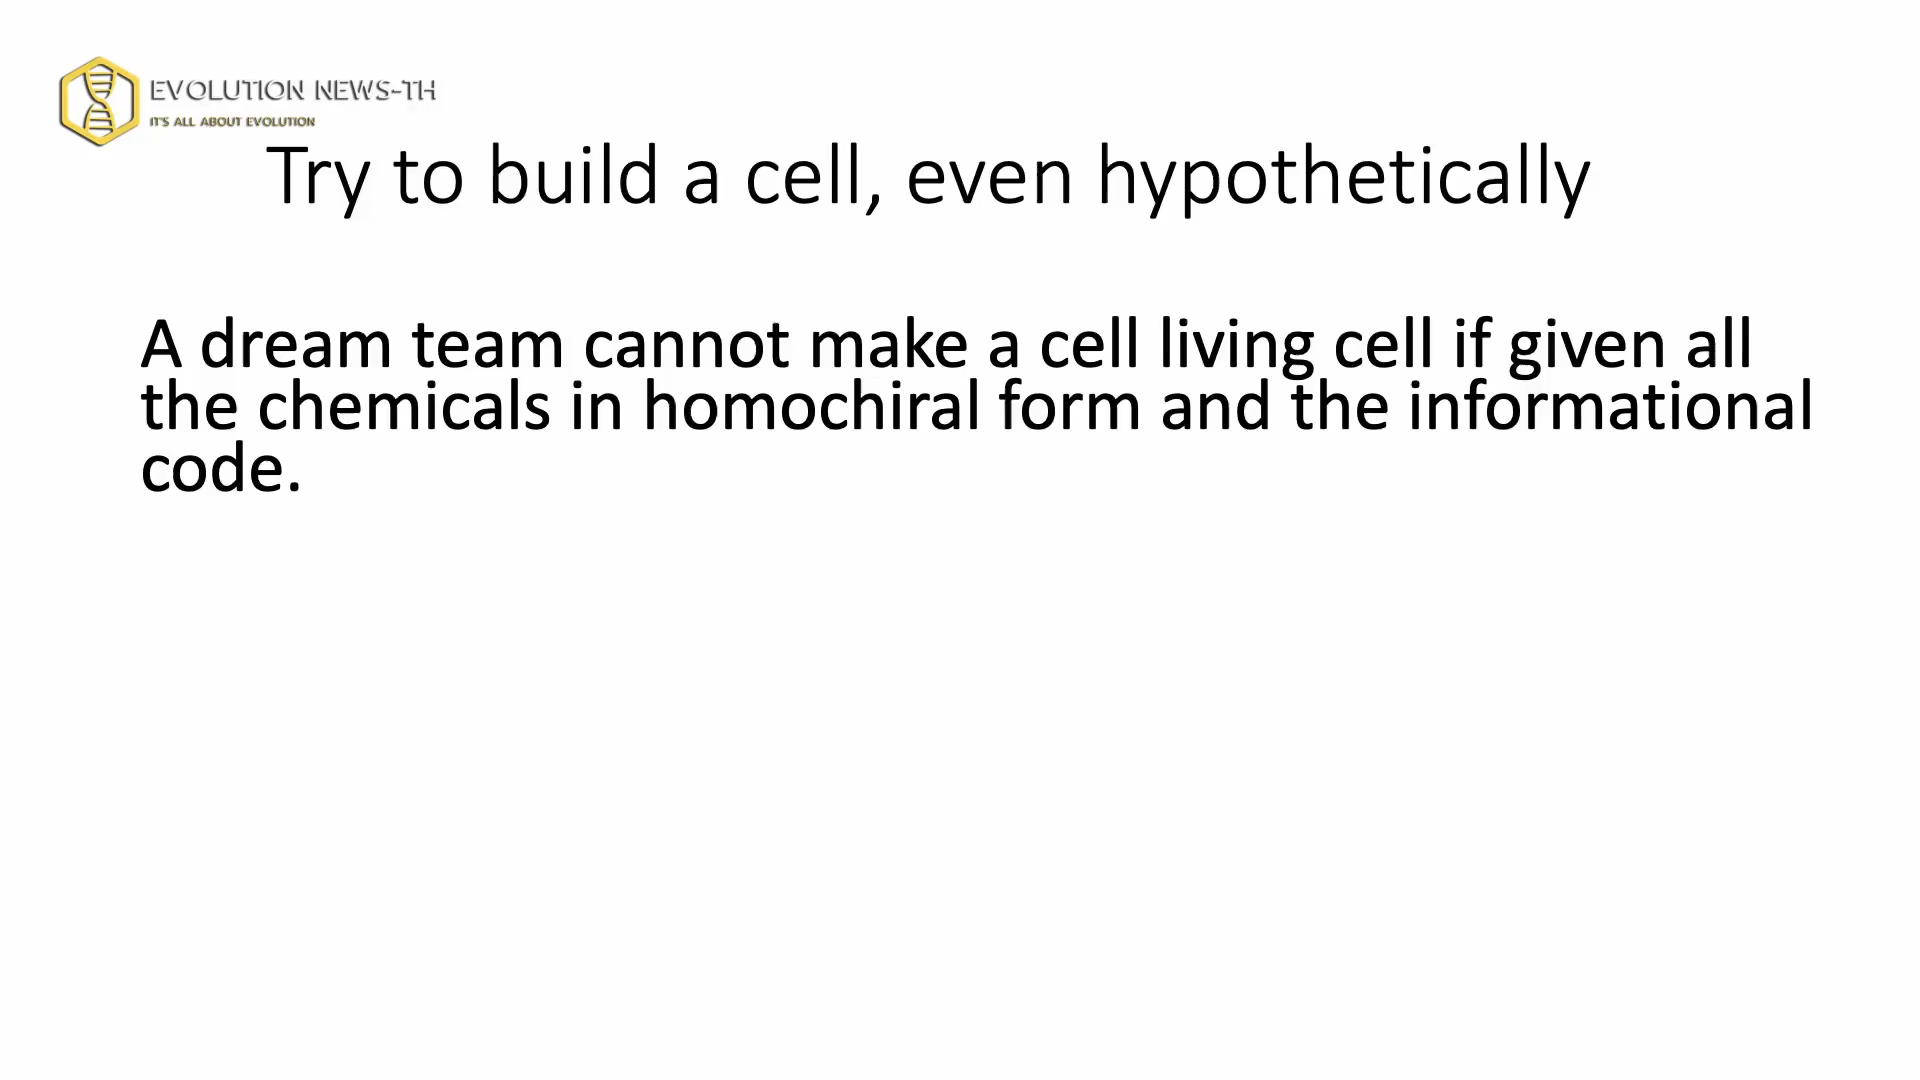 EVOLUTION NEWS-TH
IT'S ALL ABOUT EVOLUTION
Try to build a cell, even hypothetically
A dream team cannot make a cell living cell if given all
the chemicals in homochiral form and the informational
code.